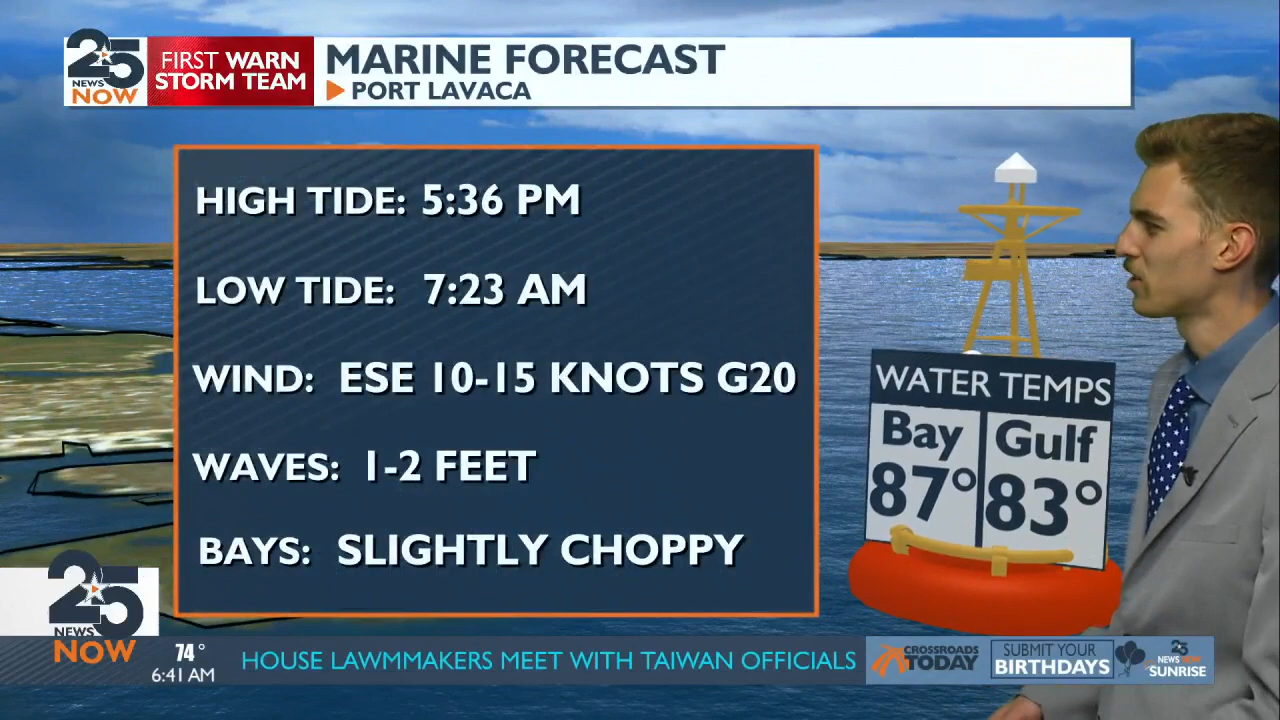 25
NEWS
NOW
FIRST WARN
STORM TEAM
MARINE FORECAST
PORT LAVACA
HIGH TIDE: 5:36 PM
LOW TIDE: 7:23 AM
WIND: ESE 10-15 KNOTS G20
WAVES: 1-2 FEET
BAYS: SLIGHTLY CHOPPY
WATER TEMPS
Bay Gulf
87° 83°
25
NEWS
NOW
74°
6:41 AM
HOUSE LAWMMAKERS MEET WITH TAIWAN OFFICIALS
CROSSROADS
TODAY
SUBMIT YOUR
BIRTHDAYS
25
NEWS NOW
SUNRISE